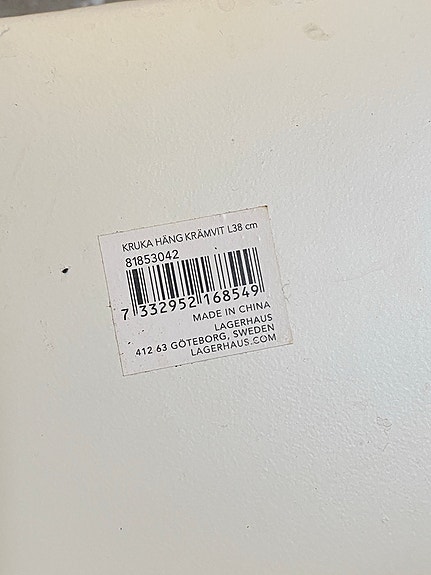 KRUKA HÄNG KRÄMVIT L38 cm
81853042
7 332952 168549
MADE IN CHINA
LAGERHAUS
412 63 GÖTEBORG, SWEDEN
LAGERHAUS.COM